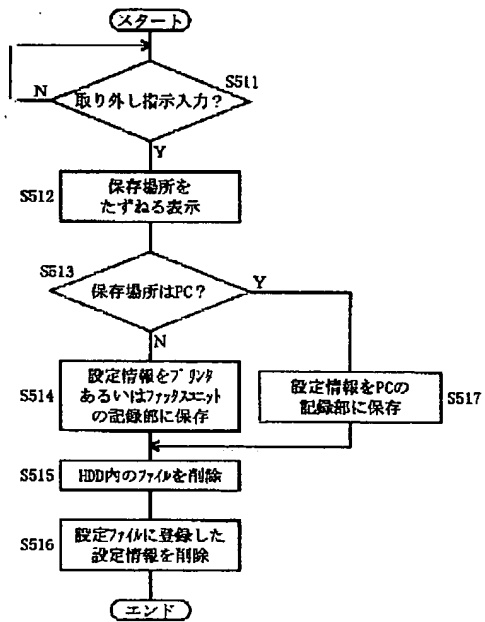 スタート
S511
N
取り外し指示入力?
Y
S512
保存場所を
たずねる表示
S513
Y
保存場所はPC?
N
設定情報をプリンタ
S514
あるいはファックスユニット
の記録部に保存
設定情報をPCの
記録部に保存
S517
S515
HDD内のファイルを削除
設定ファイルに登録した
S516
設定情報を削除
エンド